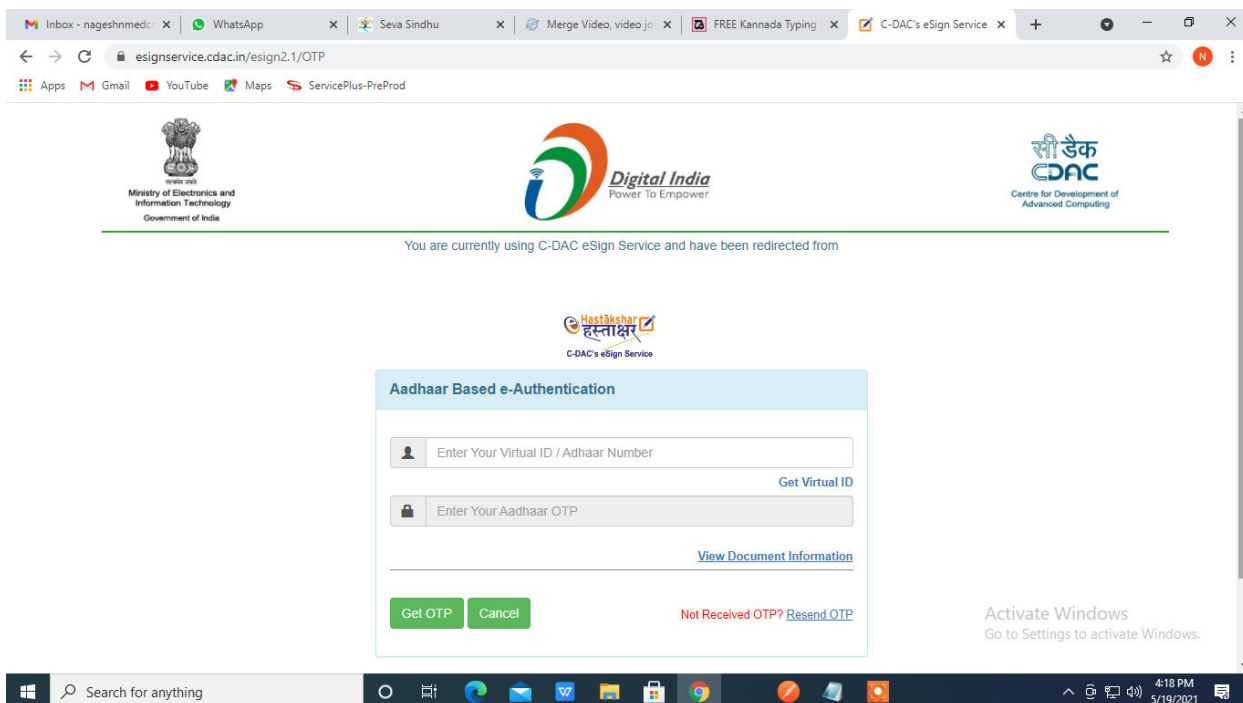 Inbox - nageshnmedc
WhatsApp
Seva Sindhu
Merge Video, video jo
FREE Kannada Typing
C-DAC's eSign Service
esignservice.cdac.in/esign2.1/OTP
N
Apps
Gmail
YouTube
Maps
ServicePlus-PreProd
Ministry of Electronics and
Information Technology
Government of India
Digital India
Power To Empower
सी डैक
CDAC
Centre for Development of
Advanced Computing
You are currently using C-DAC eSign Service and have been redirected from
e Hastākshar
हस्ताक्षर
C-DAC's eSign Service
Aadhaar Based e-Authentication
Enter Your Virtual ID / Adhaar Number
Get Virtual ID
Enter Your Aadhaar OTP
View Document Information
Get OTP
Cancel
Not Received OTP? Resend OTP
Activate Windows
Go to Settings to activate Windows.
Search for anything
W
4:18 PM
5/19/2021